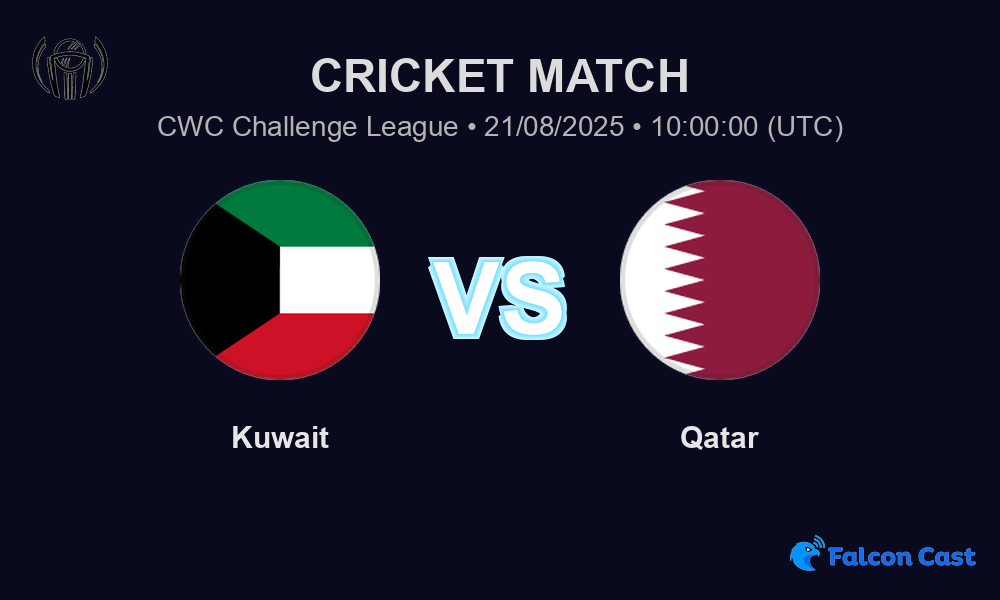 CRICKET MATCH
CWC Challenge League • 21/08/2025 • 10:00:00 (UTC)
VS
Kuwait
Qatar
Falcon Cast